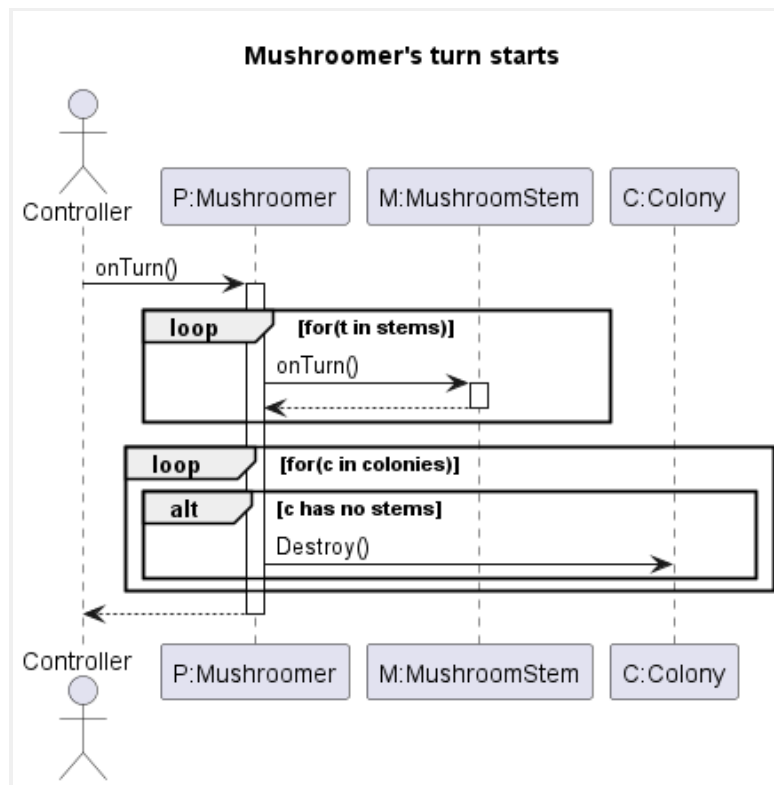 Mushroomer's turn starts
Controller
P:Mushroomer
M:MushroomStem
C:Colony
onTurn()
loop
[for(t in stems)]
onTurn()
loop
[for(c in colonies)]
alt
[c has no stems]
Destroy()
Controller
P:Mushroomer
M:MushroomStem
C:Colony